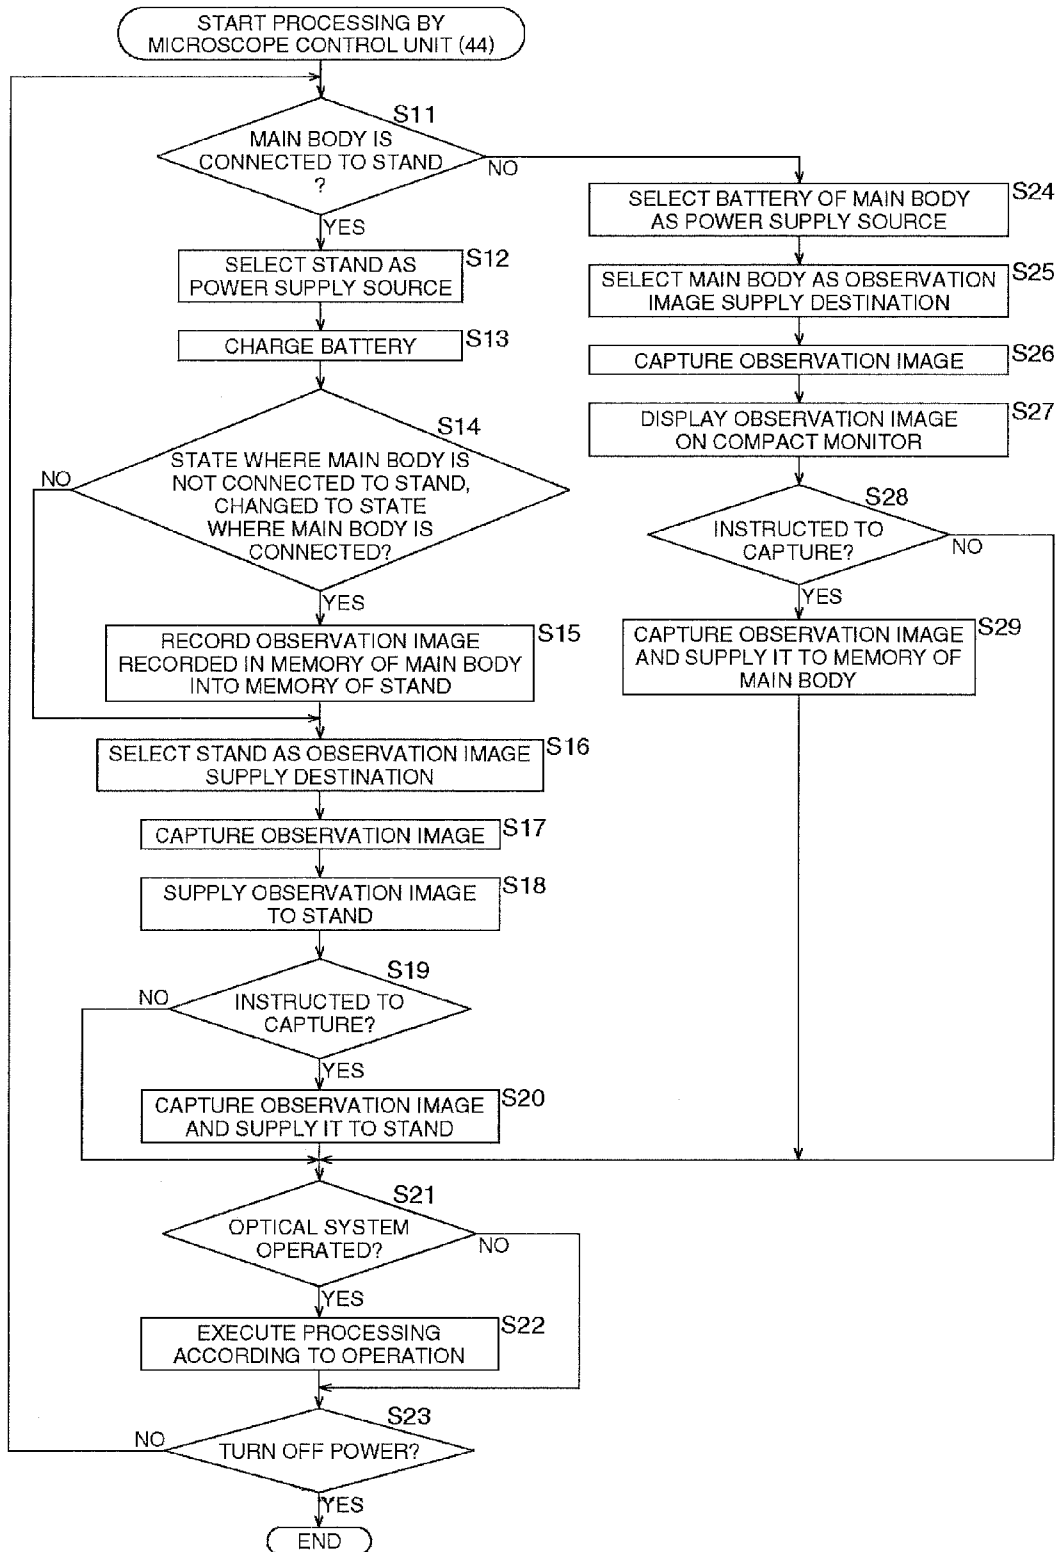 START PROCESSING BY
MICROSCOPE CONTROL UNIT (44)
S11
MAIN BODY IS
CONNECTED TO STAND
?
NO
YES
S12
SELECT STAND AS
POWER SUPPLY SOURCE
S13
CHARGE BATTERY
S14
STATE WHERE MAIN BODY IS
NOT CONNECTED TO STAND,
CHANGED TO STATE
WHERE MAIN BODY IS
CONNECTED?
NO
YES
S15
RECORD OBSERVATION IMAGE
RECORDED IN MEMORY OF MAIN BODY
INTO MEMORY OF STAND
S16
SELECT STAND AS OBSERVATION IMAGE
SUPPLY DESTINATION
S17
CAPTURE OBSERVATION IMAGE
S18
SUPPLY OBSERVATION IMAGE
TO STAND
S19
INSTRUCTED TO
CAPTURE?
NO
YES
S20
CAPTURE OBSERVATION IMAGE
AND SUPPLY IT TO STAND
S24
SELECT BATTERY OF MAIN BODY
AS POWER SUPPLY SOURCE
S25
SELECT MAIN BODY AS OBSERVATION
IMAGE SUPPLY DESTINATION
S26
CAPTURE OBSERVATION IMAGE
S27
DISPLAY OBSERVATION IMAGE
ON COMPACT MONITOR
S28
INSTRUCTED TO
CAPTURE?
NO
YES
S29
CAPTURE OBSERVATION IMAGE
AND SUPPLY IT TO MEMORY OF
MAIN BODY
S21
OPTICAL SYSTEM
OPERATED?
NO
YES
S22
EXECUTE PROCESSING
ACCORDING TO OPERATION
S23
TURN OFF POWER?
NO
YES
END